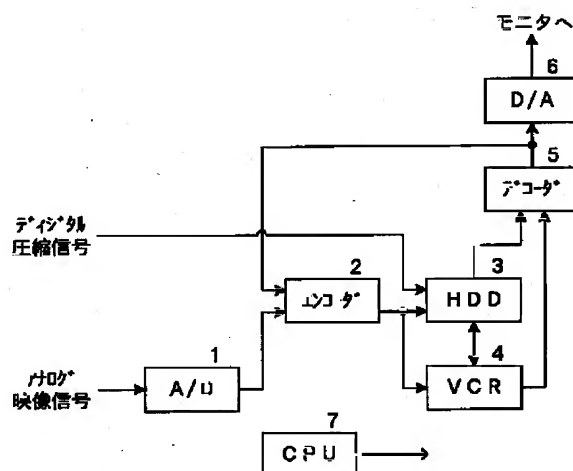 モニタへ
6
D/A
5
デコーダ
ディジタル
圧縮信号
2
エンコーダ
3
HDD
1
アナログ
映像信号
A/D
4
VCR
7
CPU